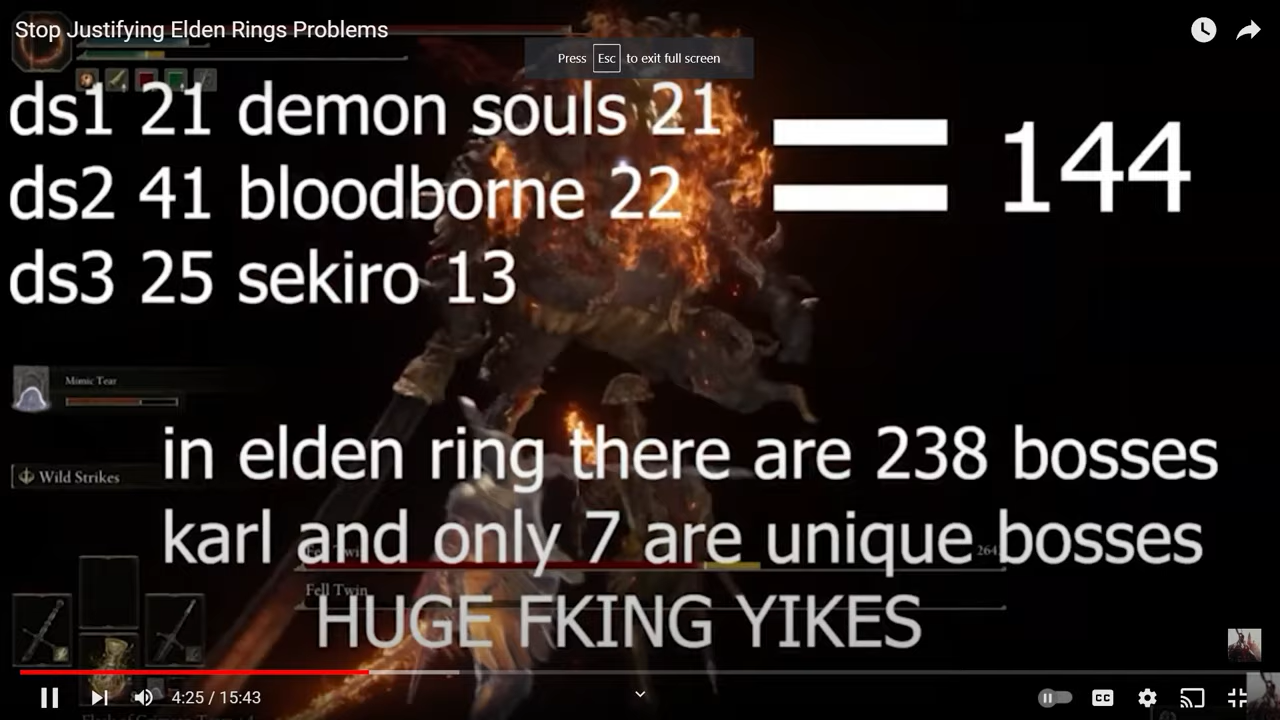 Stop Justifying Elden Rings Problems
Press Esc to exit full screen
ds1 21 demon souls 21
ds2 41 bloodborne 22
ds3 25 sekiro 13
= 144
Mimic Tear
Wild Strikes
in elden ring there are 238 bosses
karl and only 7 are unique bosses
Fell Twin
264
Fell Twin
HUGE FKING YIKES
4:25 / 15:43
CC